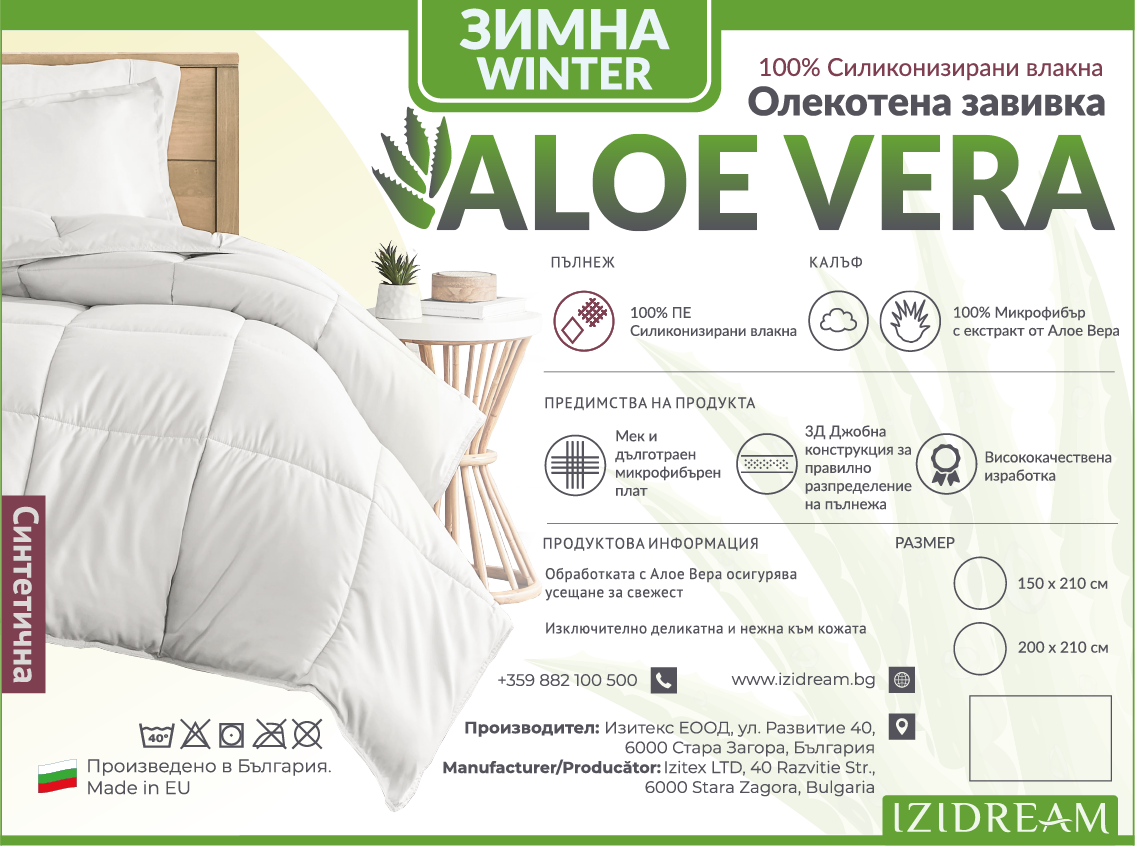 ЗИМНА
WINTER
100% Силиконизирани влакна
Олекотена завивка
ALOE VERA
ПЪЛНЕЖ
100% ПЕ
Силиконизирани влакна
КАЛЪФ
100% Микрофибър
с екстракт от Алое Вера
ПРЕДИМСТВА НА ПРОДУКТА
Мек и
дълготраен
микрофибърен
плат
3Д Джобна
конструкция за
правилно
разпределение
на пълнежа
Висококачествена
изработка
Синтетична
ПРОДУКТОВА ИНФОРМАЦИЯ
Обработката с Алое Вера осигурява
усещане за свежест
Изключително деликатна и нежна към кожата
РАЗМЕР
150 x 210 см
200 x 210 см
+359 882 100 500
www.izidream.bg
Производител: Изитекс ЕООД, ул. Развитие 40,
6000 Стара Загора, България
Manufacturer/Producător: Izitex LTD, 40 Razvitie Str.,
6000 Stara Zagora, Bulgaria
40°
Произведено в България.
Made in EU
IZIDREAM